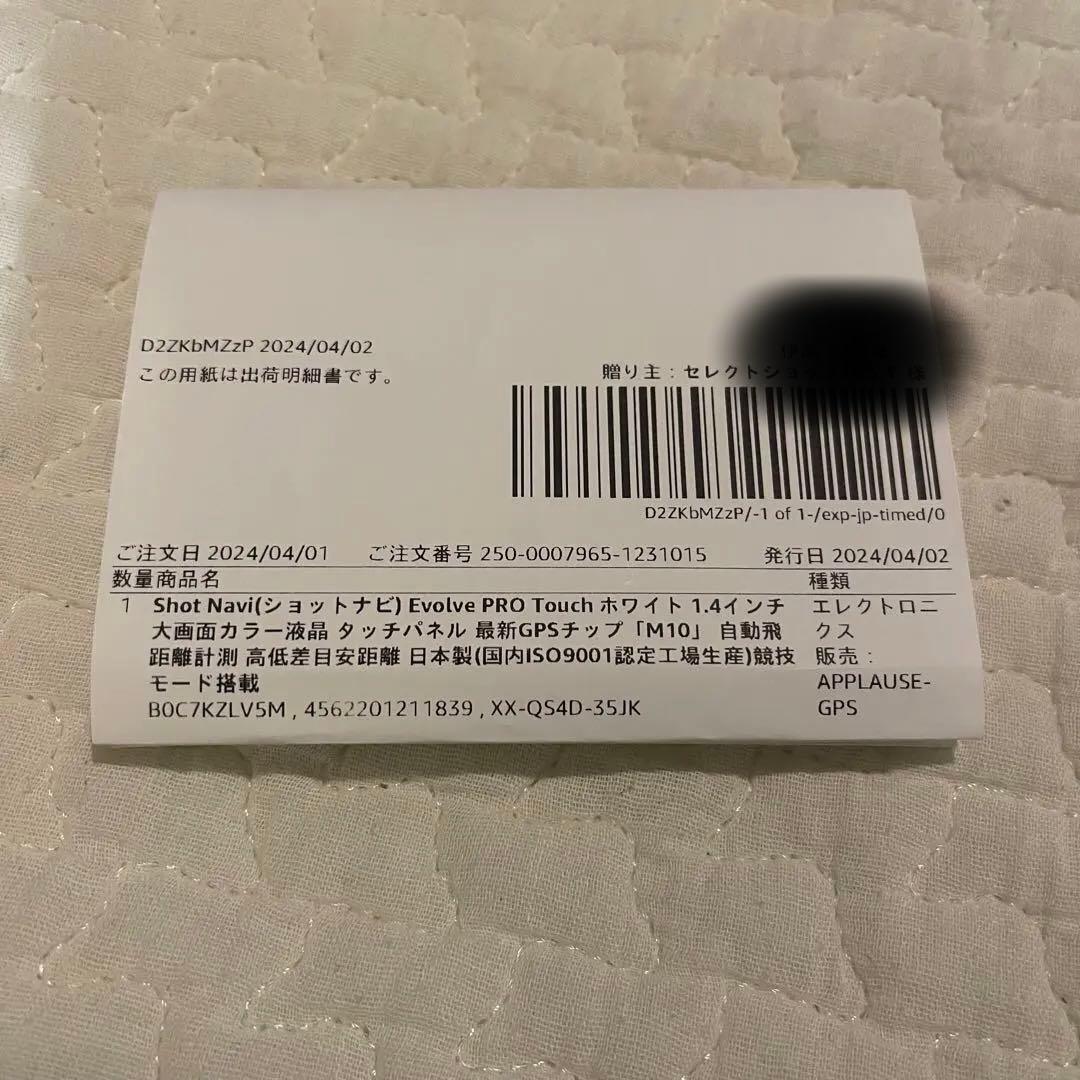 D2ZKbMZzP 2024/04/02
この用紙は出荷明細書です。
贈り主：セレクトショ 様
D2ZKbMZzP/-1 of 1-/exp-jp-timed/0
ご注文日 2024/04/01 ご注文番号 250-0007965-1231015 発行日 2024/04/02
数量商品名 種類
1 Shot Navi(ショットナビ) Evolve PRO Touch ホワイト 1.4インチ エレクトロニ
大画面カラー液晶 タッチパネル 最新GPSチップ「M10」 自動飛 クス
距離計測 高低差目安距離 日本製(国内ISO9001認定工場生産)競技 販売：
モード搭載 APPLAUSE-
B0C7KZLV5M , 4562201211839 , XX-QS4D-35JK GPS